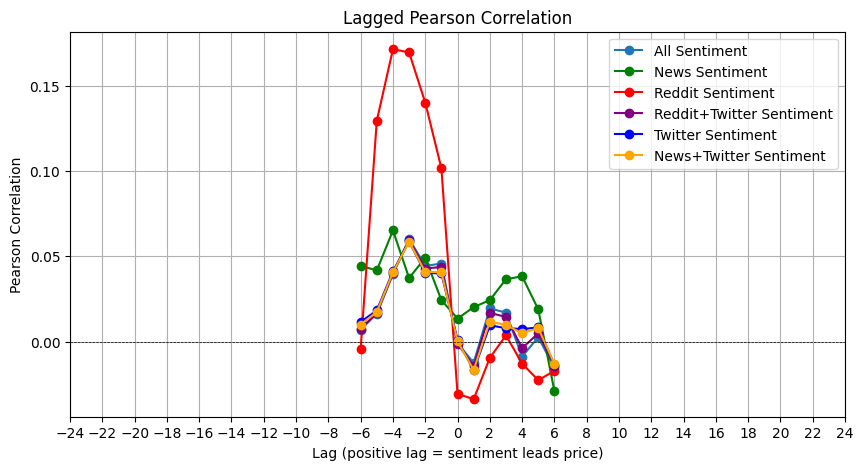 Lagged Pearson Correlation
All Sentiment
News Sentiment
Reddit Sentiment
Reddit+Twitter Sentiment
Twitter Sentiment
News+Twitter Sentiment
Pearson Correlation
0.15
0.10
0.05
0.00
−24 −22 −20 −18 −16 −14 −12 −10 −8 −6 −4 −2 0 2 4 6 8 10 12 14 16 18 20 22 24
Lag (positive lag = sentiment leads price)